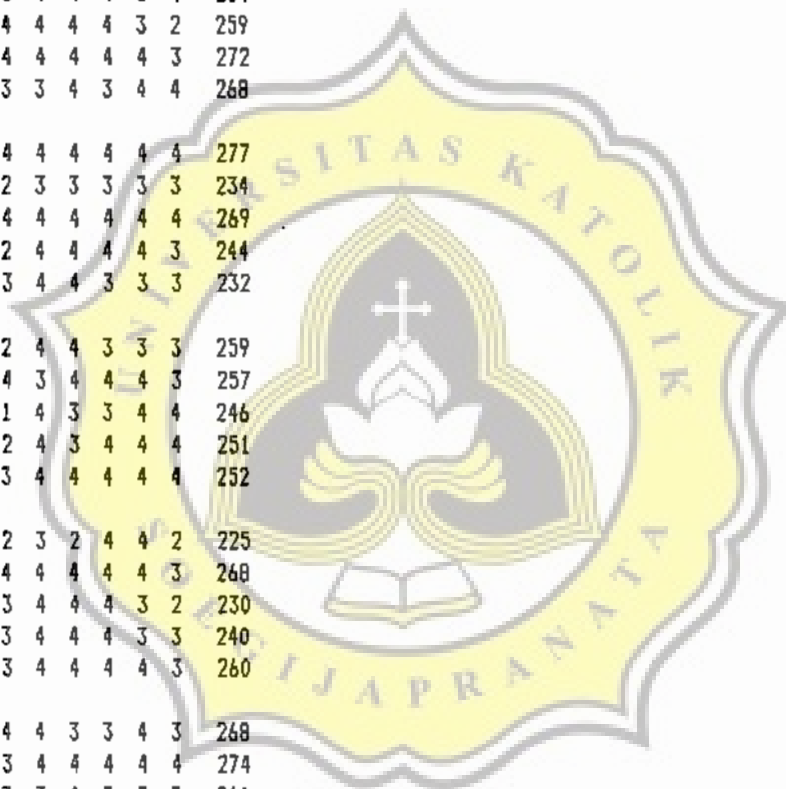 4 4 4 4 3 2 259
4 4 4 4 4 3 272
3 3 4 3 4 4 268
4 4 4 4 4 4 277
2 3 3 3 3 3 234
4 4 4 4 4 4 269
2 4 4 4 4 3 244
3 4 4 3 3 3 232
2 4 4 3 3 3 259
4 3 4 4 4 3 257
1 4 3 3 4 4 246
2 4 3 4 4 4 251
3 4 4 4 4 4 252
2 3 2 4 4 2 225
4 4 4 4 4 3 268
3 4 4 4 3 2 230
3 4 4 4 3 3 240
3 4 4 4 4 3 260
4 4 3 3 4 3 268
3 4 4 4 4 4 274
UNIVERSITAS KATOLIK
SOEGIJAPRANATA